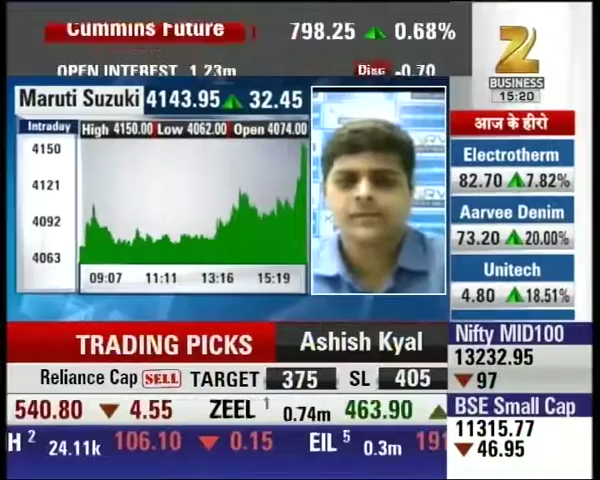 Cummins Future 798.25 ▲ 0.68%
OPEN INTEREST 1.23m Disc -0.70
Z
BUSINESS
15:20
Maruti Suzuki 4143.95 ▲ 32.45
Intraday High 4150.00 Low 4062.00 Open 4074.00
4150
4121
4092
4063
09:07 11:11 13:16 15:19
आज के हीरो
Electrotherm
82.70 ▲ 7.82%
Aarvee Denim
73.20 ▲ 20.00%
Unitech
4.80 ▲ 18.51%
TRADING PICKS Ashish Kyal
Reliance Cap SELL TARGET 375 SL 405
540.80 ▼ 4.55 ZEEL 1 0.74m 463.90 ▲
H 2 24.11k 106.10 ▼ 0.15 EIL 5 0.3m 191
Nifty MID100
13232.95
▼ 97
BSE Small Cap
11315.77
▼ 46.95